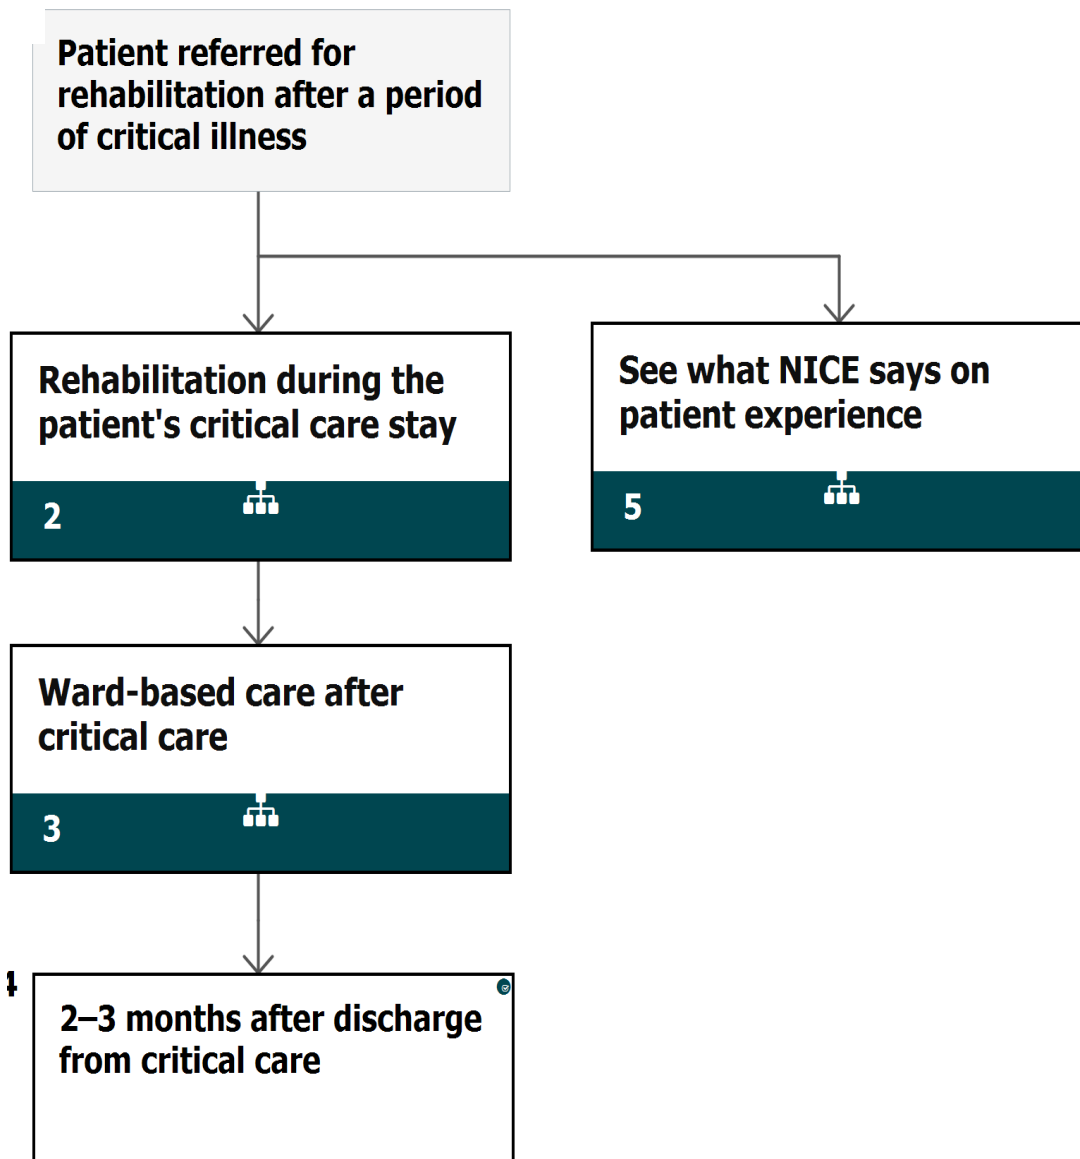 Patient referred for
rehabilitation after a period
of critical illness
Rehabilitation during the
patient's critical care stay
2
See what NICE says on
patient experience
5
Ward-based care after
critical care
3
4
2–3 months after discharge
from critical care